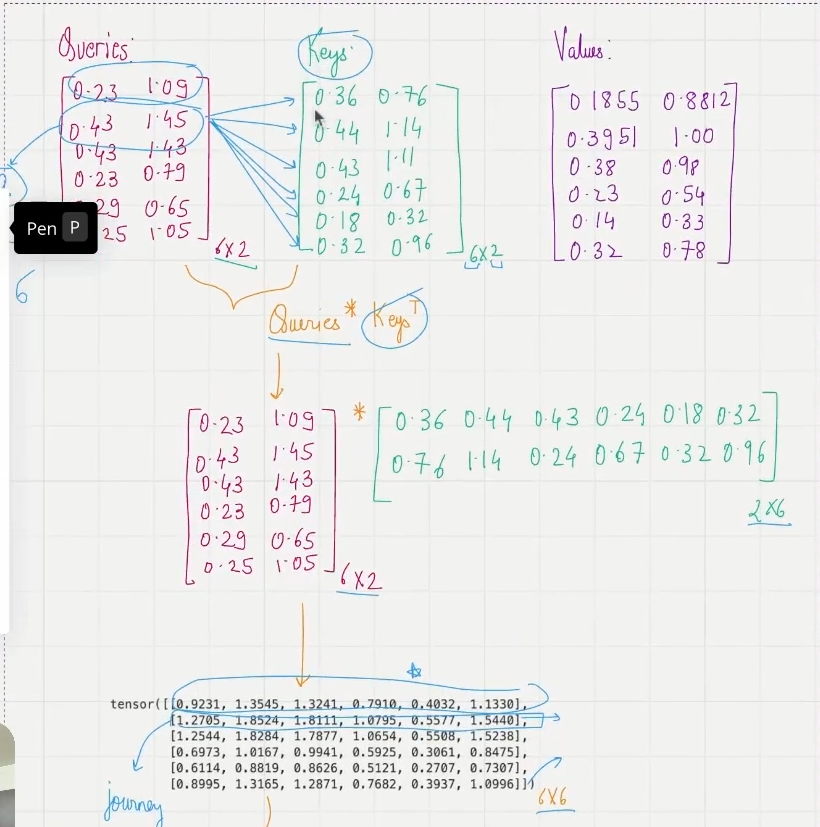 Queries: Keys: Values:
0.23 1.09 0.36 0.76 0.1855 0.8812
0.43 1.45 0.44 1.14 0.3951 1.00
0.43 1.43 0.43 1.11 0.38 0.98
0.23 0.79 0.24 0.67 0.23 0.54
29 0.65 0.18 0.32 0.14 0.33
25 1.05 0.32 0.96 0.32 0.78
Pen P
6x2 6x2
6
Queries * Keys T
0.23 1.09 * 0.36 0.44 0.43 0.24 0.18 0.32
0.43 1.45 0.76 1.14 0.24 0.67 0.32 0.96
0.43 1.43
0.23 0.79 2x6
0.29 0.65
0.25 1.05
6x2
tensor([[0.9231, 1.3545, 1.3241, 0.7910, 0.4032, 1.1330],
[1.2705, 1.8524, 1.8111, 1.0795, 0.5577, 1.5440],
[1.2544, 1.8284, 1.7877, 1.0654, 0.5508, 1.5238],
[0.6973, 1.0167, 0.9941, 0.5925, 0.3061, 0.8475],
[0.6114, 0.8819, 0.8626, 0.5121, 0.2707, 0.7307],
[0.8995, 1.3165, 1.2871, 0.7682, 0.3937, 1.0996]])
6x6
journey